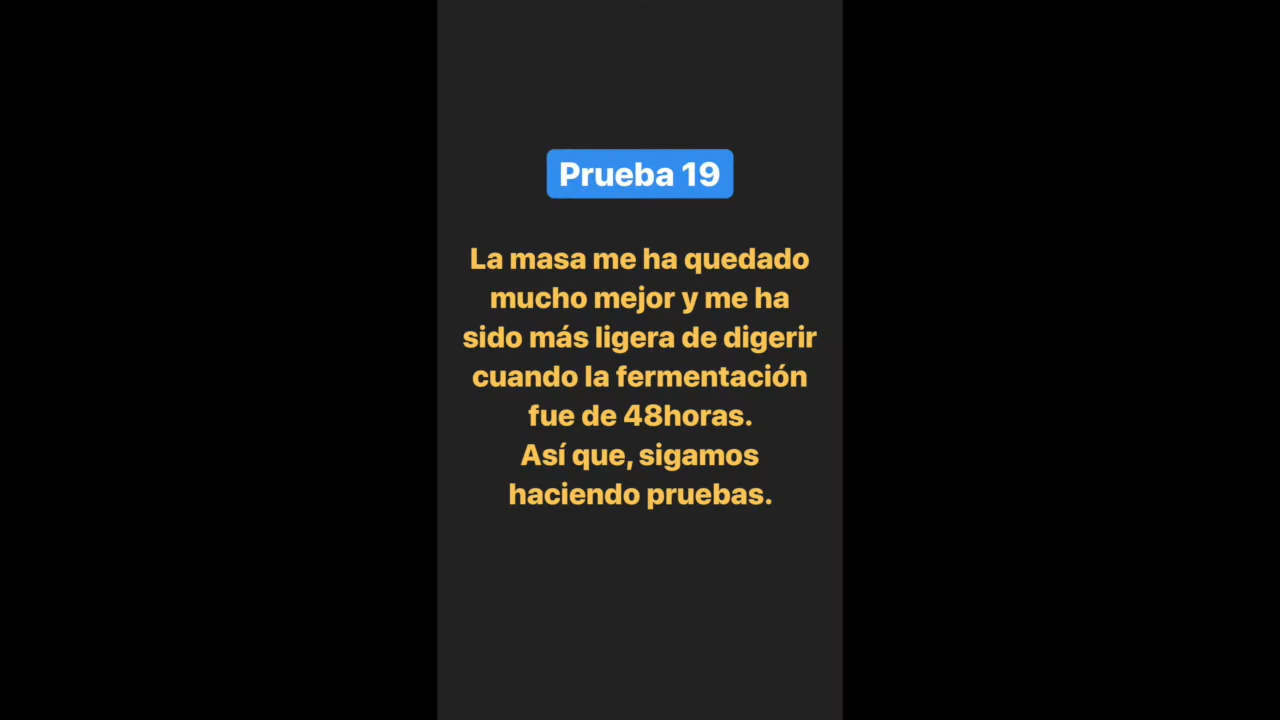 Prueba 19
La masa me ha quedado
mucho mejor y me ha
sido más ligera de digerir
cuando la fermentación
fue de 48horas.
Así que, sigamos
haciendo pruebas.